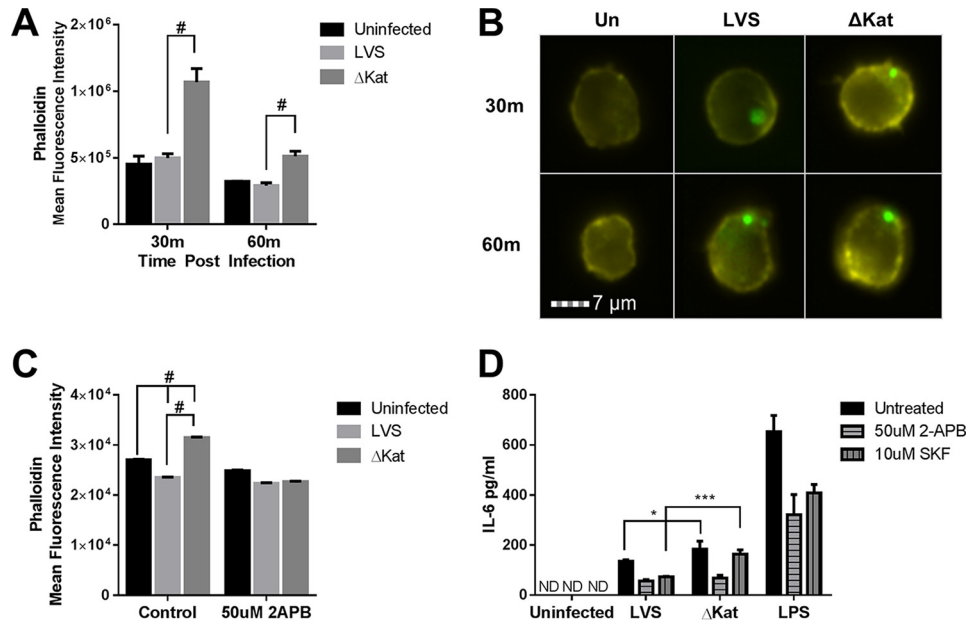 A
Phalloidin
Mean Fluorescence Intensity
2×10⁶
1×10⁶
5×10⁵
0
#
#
Uninfected
LVS
ΔKat
30m
60m
Time Post Infection
B
Un
LVS
ΔKat
30m
60m
7 µm
C
Phalloidin
Mean Fluorescence Intensity
4×10⁴
3×10⁴
2×10⁴
1×10⁴
0
#
#
Uninfected
LVS
ΔKat
Control
50uM 2APB
D
IL-6 pg/ml
800
600
400
200
0
*
***
Untreated
50uM 2-APB
10uM SKF
ND ND ND
Uninfected
LVS
ΔKat
LPS